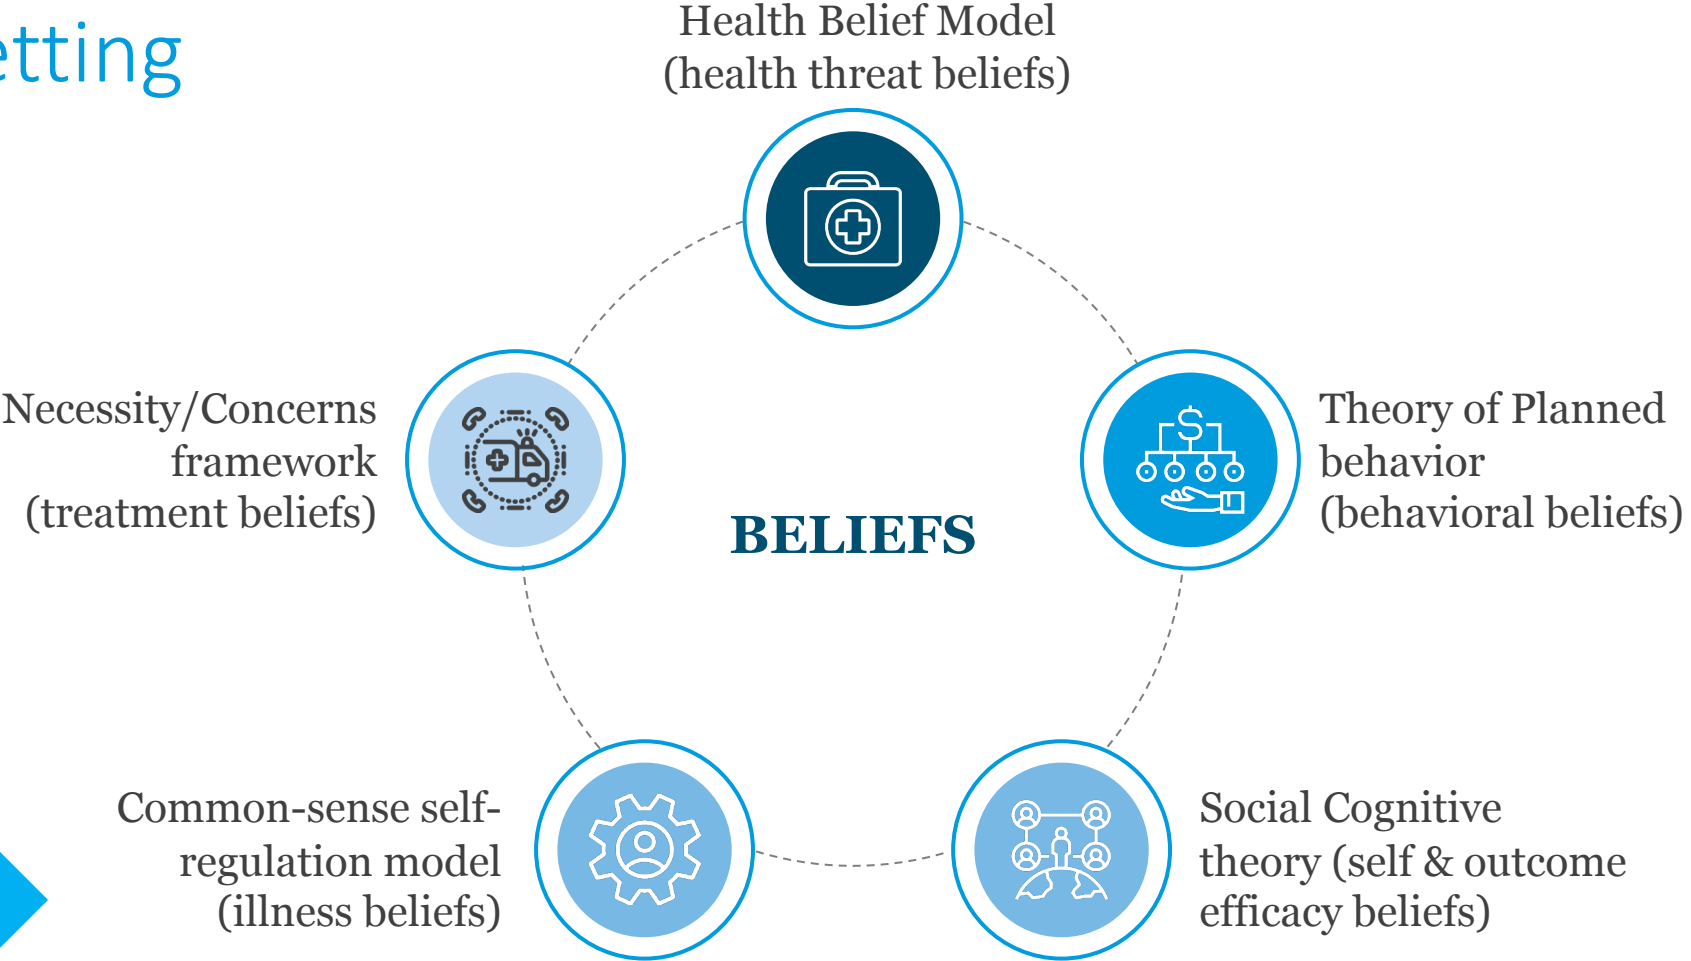 etting
Health Belief Model
(health threat beliefs)
Necessity/Concerns
framework
(treatment beliefs)
BELIEFS
Theory of Planned
behavior
(behavioral beliefs)
Common-sense self-
regulation model
(illness beliefs)
Social Cognitive
theory (self & outcome
efficacy beliefs)